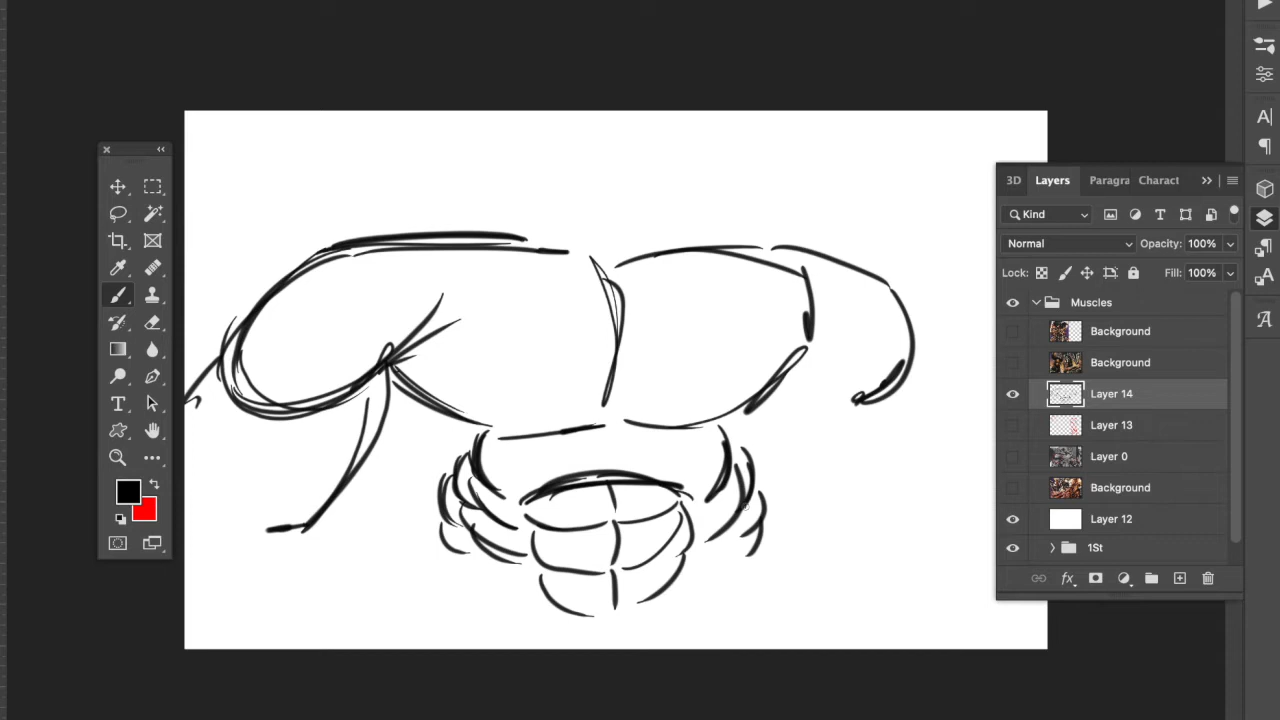 3D Layers Paragra Charact
Kind
Normal Opacity: 100%
Lock: Fill: 100%
Muscles
Background
Background
Layer 14
Layer 13
Layer 0
Background
Layer 12
1St
fx